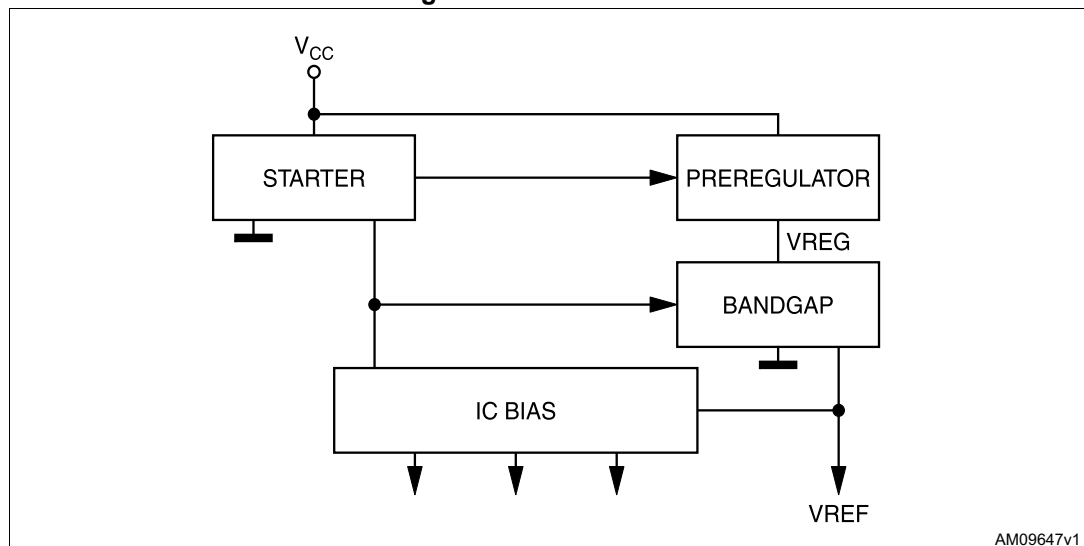 V_CC
STARTER
PREREGULATOR
VREG
BANDGAP
IC BIAS
VREF
AM09647v1